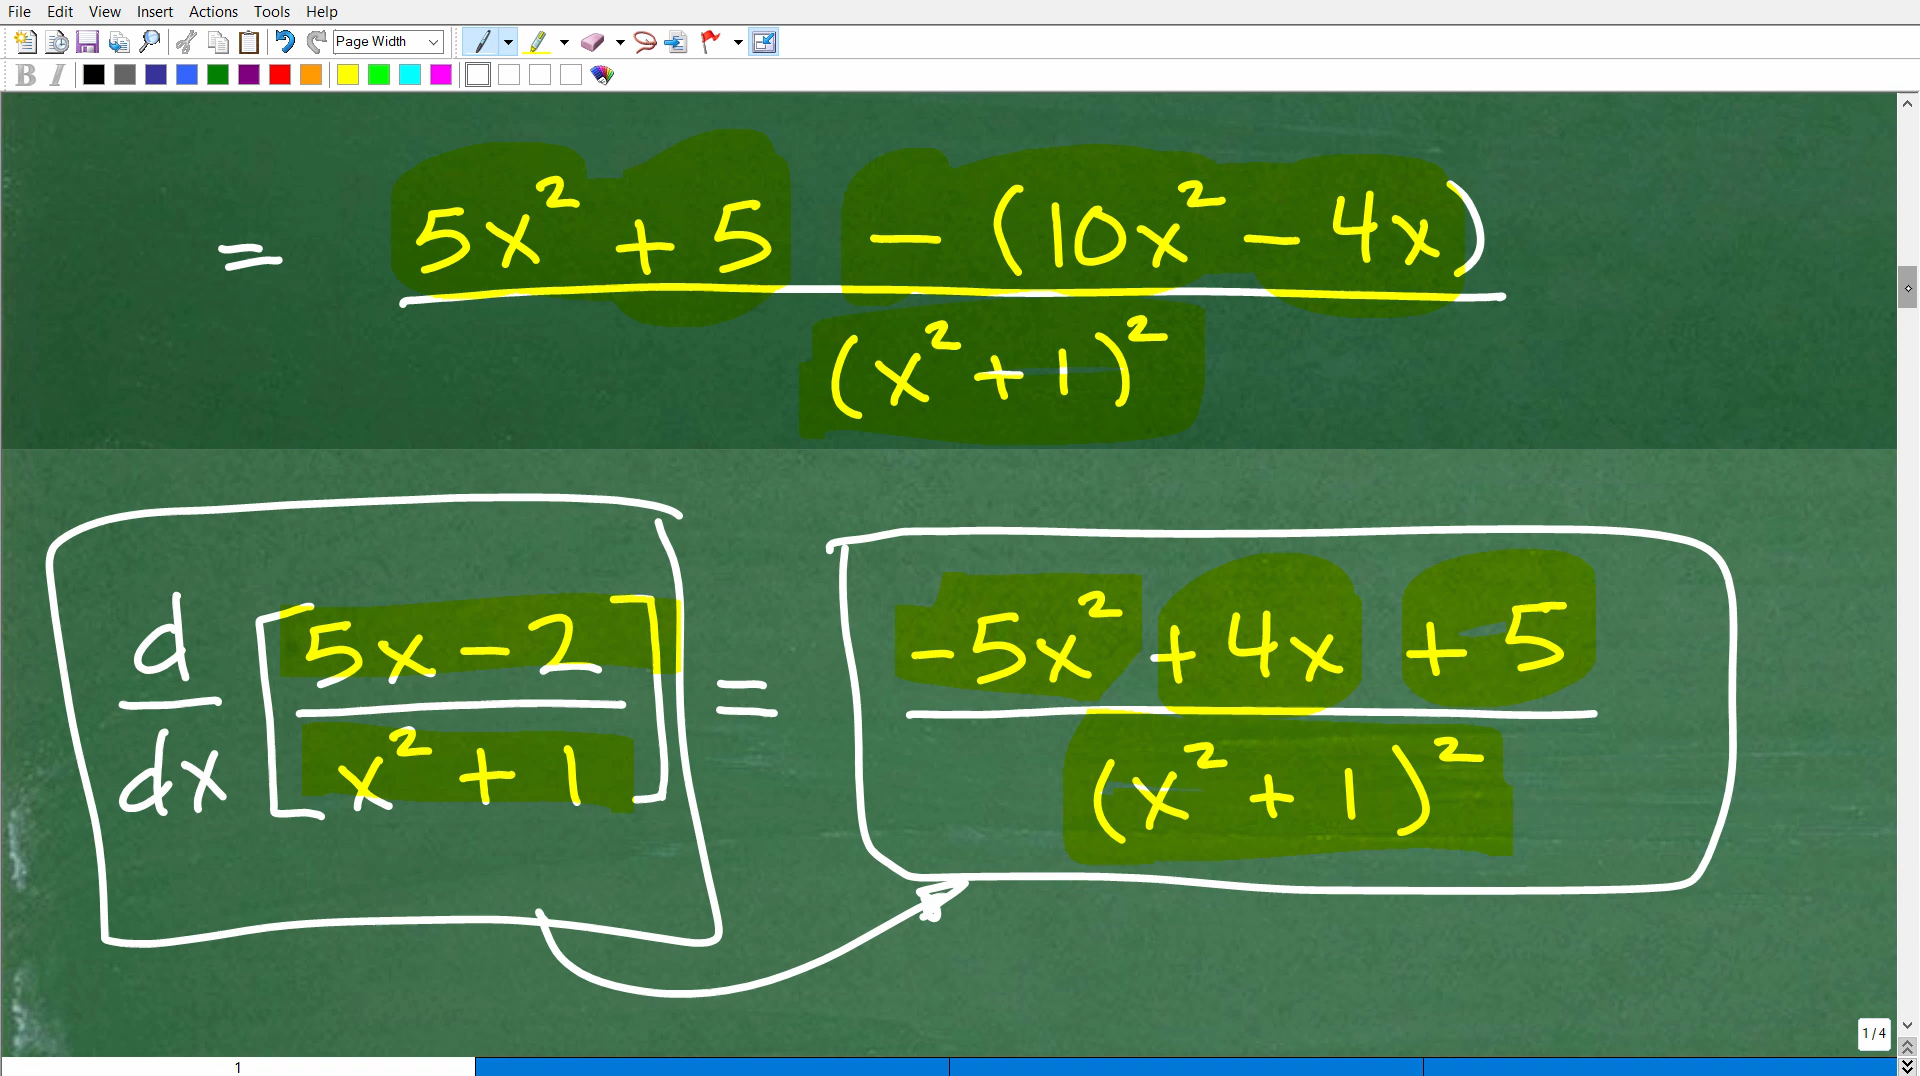 File Edit View Insert Actions Tools Help
Page Width
B I
= 5x² + 5 - (10x² - 4x)
(x² + 1)²
d/dx [5x - 2 / x² + 1] = -5x² + 4x + 5 / (x² + 1)²
1 / 4
1